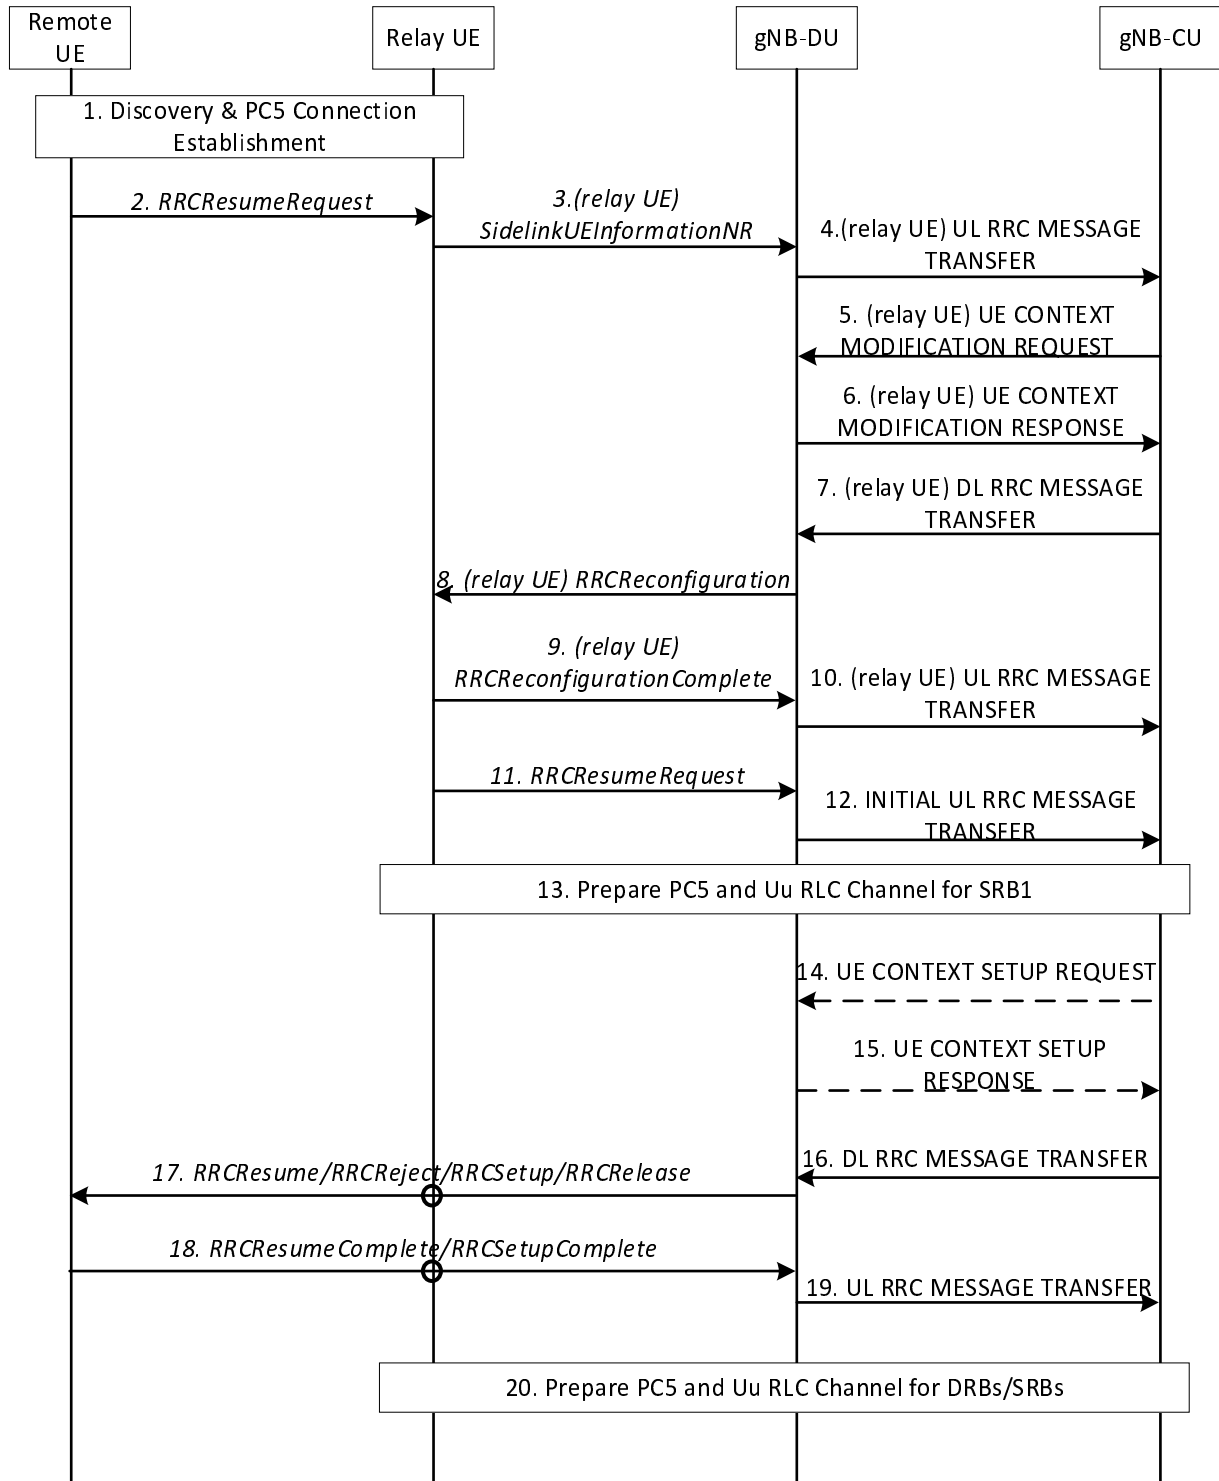 Remote
UE
Relay UE
gNB-DU
gNB-CU
1. Discovery & PC5 Connection
Establishment
2. RRCResumeRequest
3.(relay UE)
SidelinkUEInformationNR
4.(relay UE) UL RRC MESSAGE
TRANSFER
5. (relay UE) UE CONTEXT
MODIFICATION REQUEST
6. (relay UE) UE CONTEXT
MODIFICATION RESPONSE
7. (relay UE) DL RRC MESSAGE
TRANSFER
8. (relay UE) RRCReconfiguration
9. (relay UE)
RRCReconfigurationComplete
10. (relay UE) UL RRC MESSAGE
TRANSFER
11. RRCResumeRequest
12. INITIAL UL RRC MESSAGE
TRANSFER
13. Prepare PC5 and Uu RLC Channel for SRB1
14. UE CONTEXT SETUP REQUEST
15. UE CONTEXT SETUP
RESPONSE
16. DL RRC MESSAGE TRANSFER
17. RRCResume/RRCReject/RRCSetup/RRCRelease
18. RRCResumeComplete/RRCSetupComplete
19. UL RRC MESSAGE TRANSFER
20. Prepare PC5 and Uu RLC Channel for DRBs/SRBs